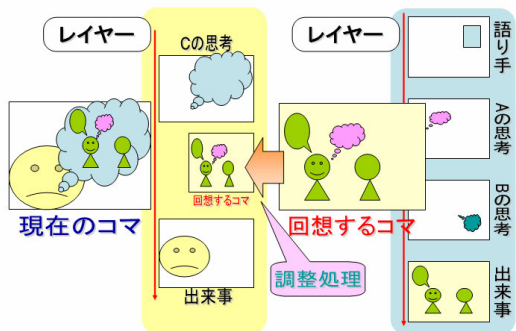 レイヤー
Cの思考
現在のコマ
回想するコマ
出来事
レイヤー
語り手
Aの思考
Bの思考
出来事
回想するコマ
調整処理